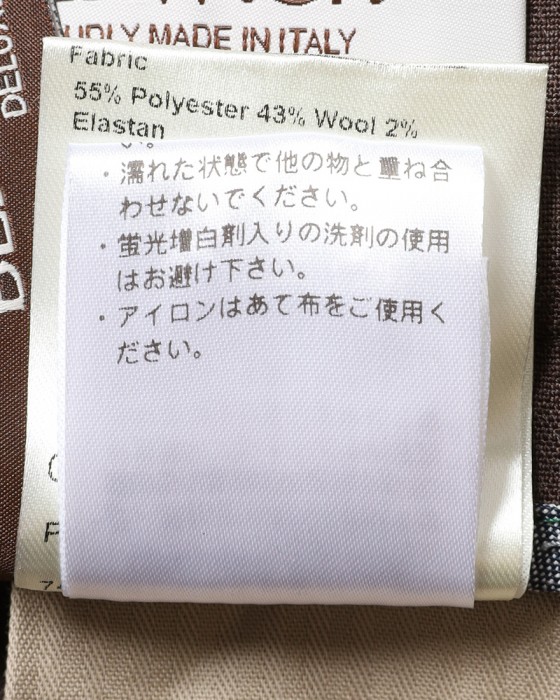 DELUX
MADE IN ITALY
Fabric
55% Polyester 43% Wool 2%
Elastan
い。
・濡れた状態で他の物と重ね合
わせないでください。
・蛍光増白剤入りの洗剤の使用
はお避け下さい。
・アイロンはあて布をご使用く
ださい。